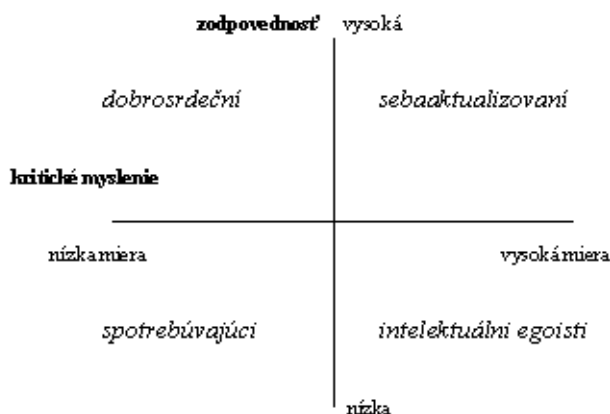 zodpovednosť vysoká
dobrosrdeční sebaaktualizovaní
kritické myslenie
nízka miera vysoká miera
spotrebúvajúci intelektuálni egoisti
nízka